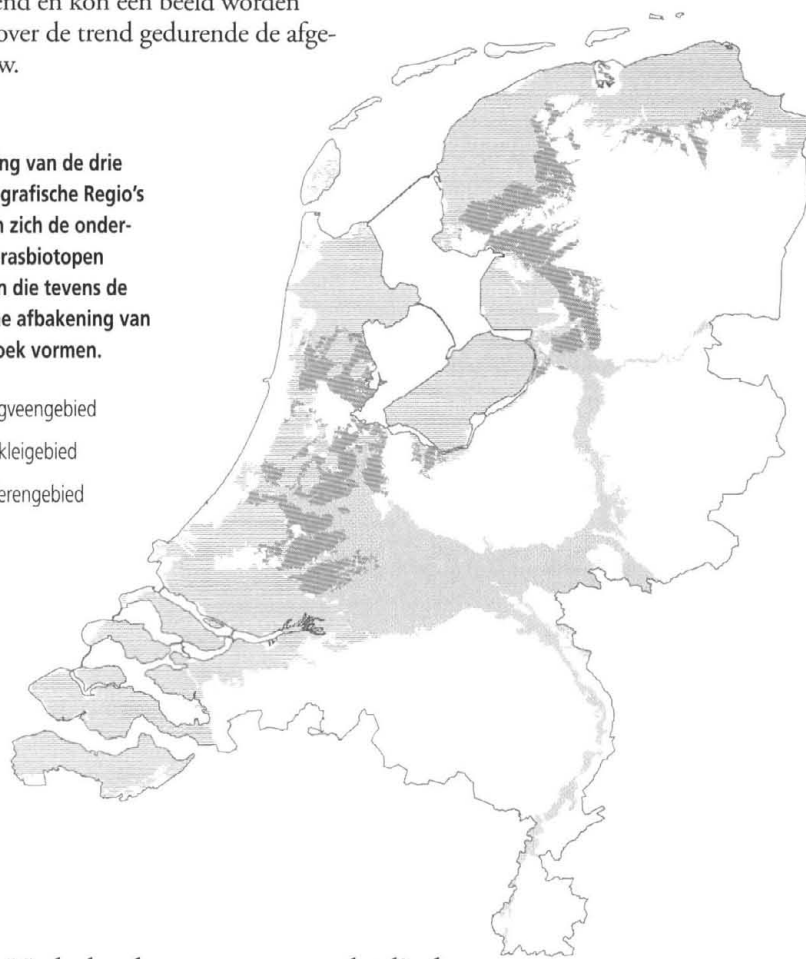 end en kon een beeld worden
over de trend gedurende de afge-
w.
ng van de drie
grafische Regio's
n zich de onder-
rasbiotopen
n die tevens de
e afbakening van
oek vormen.
gveengebied
kleigebied
erengebied